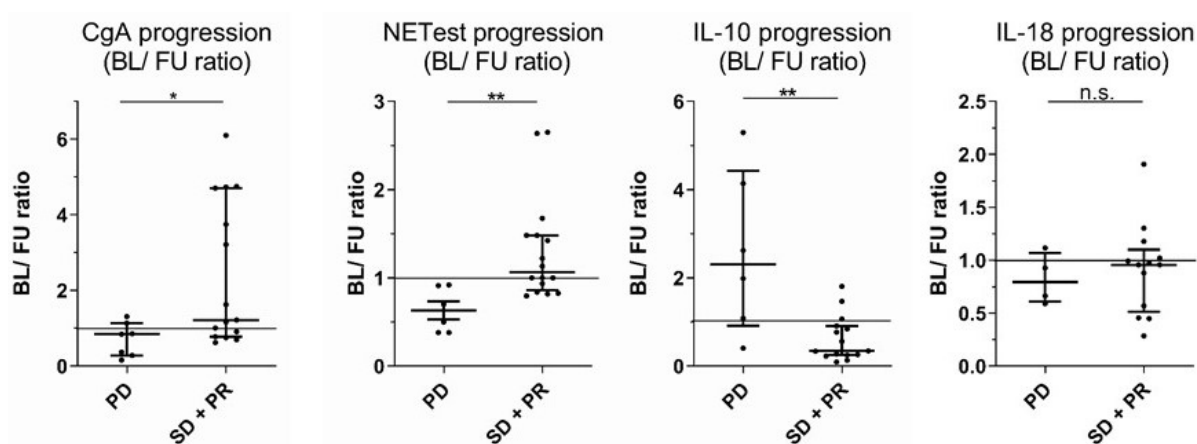 CgA progression
(BL/ FU ratio)
*
BL/ FU ratio
6
4
2
0
PD
SD + PR
NETest progression
(BL/ FU ratio)
**
BL/ FU ratio
3
2
1
0
PD
SD + PR
IL-10 progression
(BL/ FU ratio)
**
BL/ FU ratio
6
4
2
1
0
PD
SD + PR
IL-18 progression
(BL/ FU ratio)
n.s.
BL/ FU ratio
2.5
2.0
1.5
1.0
0.5
0.0
PD
SD + PR